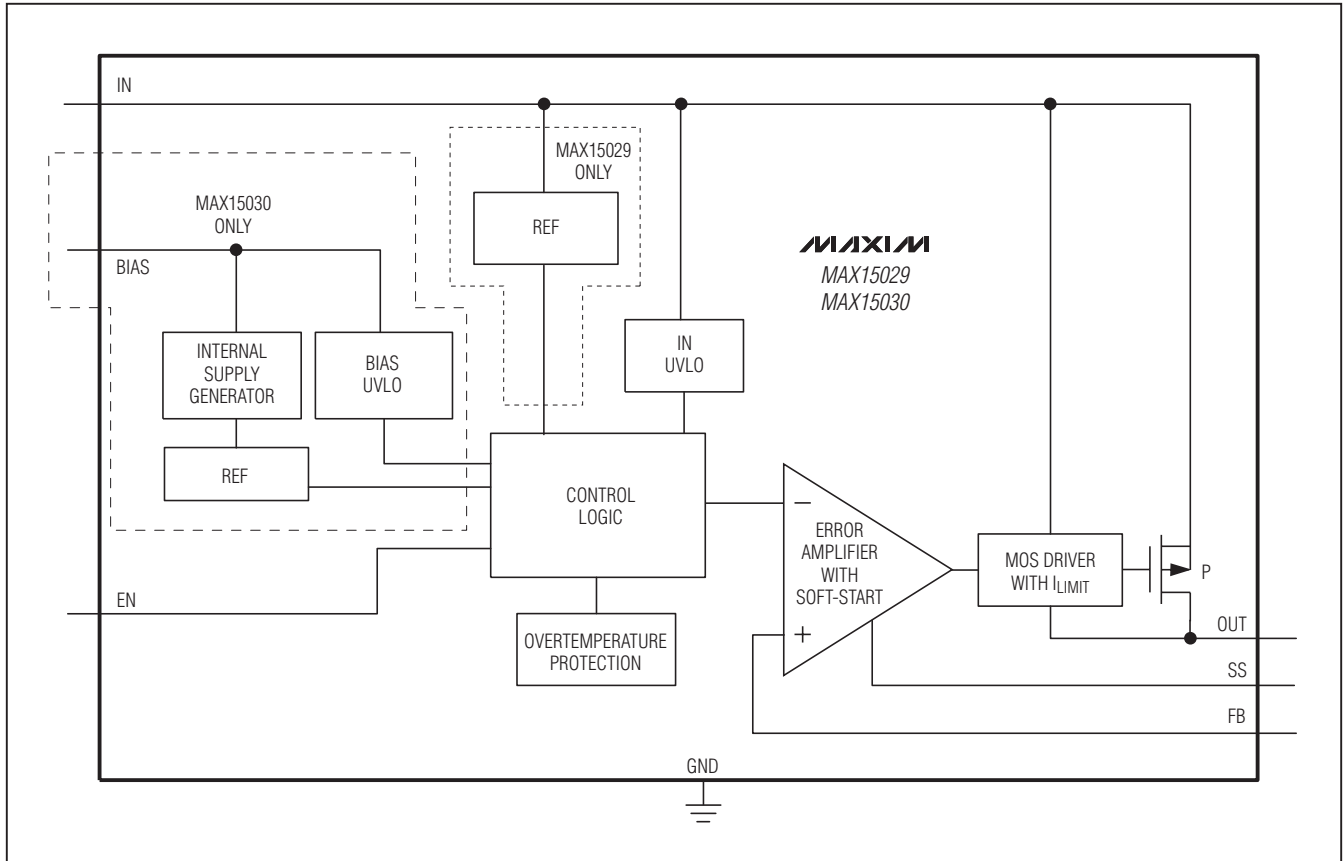 IN
MAX15029
ONLY
REF
MAX15030
ONLY
BIAS
MAXIM
MAX15029
MAX15030
INTERNAL
SUPPLY
GENERATOR
BIAS
UVLO
IN
UVLO
REF
CONTROL
LOGIC
−
ERROR
AMPLIFIER
WITH
SOFT-START
+
MOS DRIVER
WITH ILIMIT
P
EN
OVERTEMPERATURE
PROTECTION
OUT
SS
FB
GND